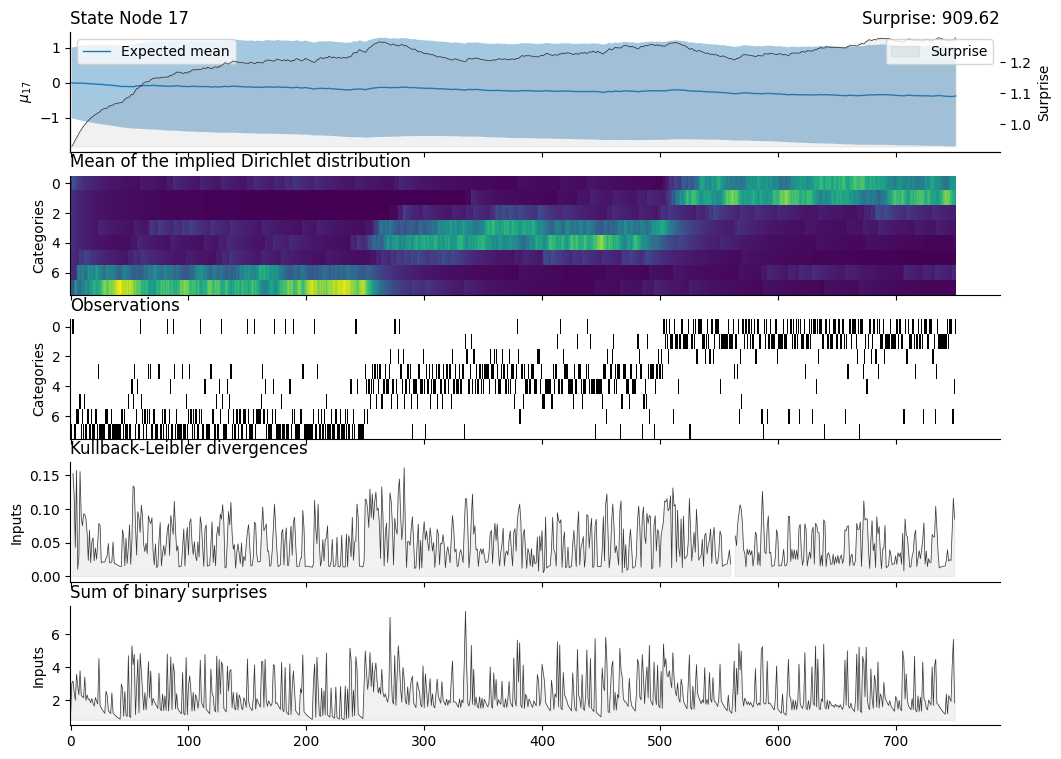 State Node 17 Surprise: 909.62
1 Expected mean Surprise
0 1.2
−1 1.1
1.0
μ17
Surprise
Mean of the implied Dirichlet distribution
0
2
4
6
Categories
Observations
0
2
4
6
Categories
Kullback-Leibler divergences
0.15
0.10
0.05
0.00
Inputs
Sum of binary surprises
6
4
2
Inputs
0 100 200 300 400 500 600 700